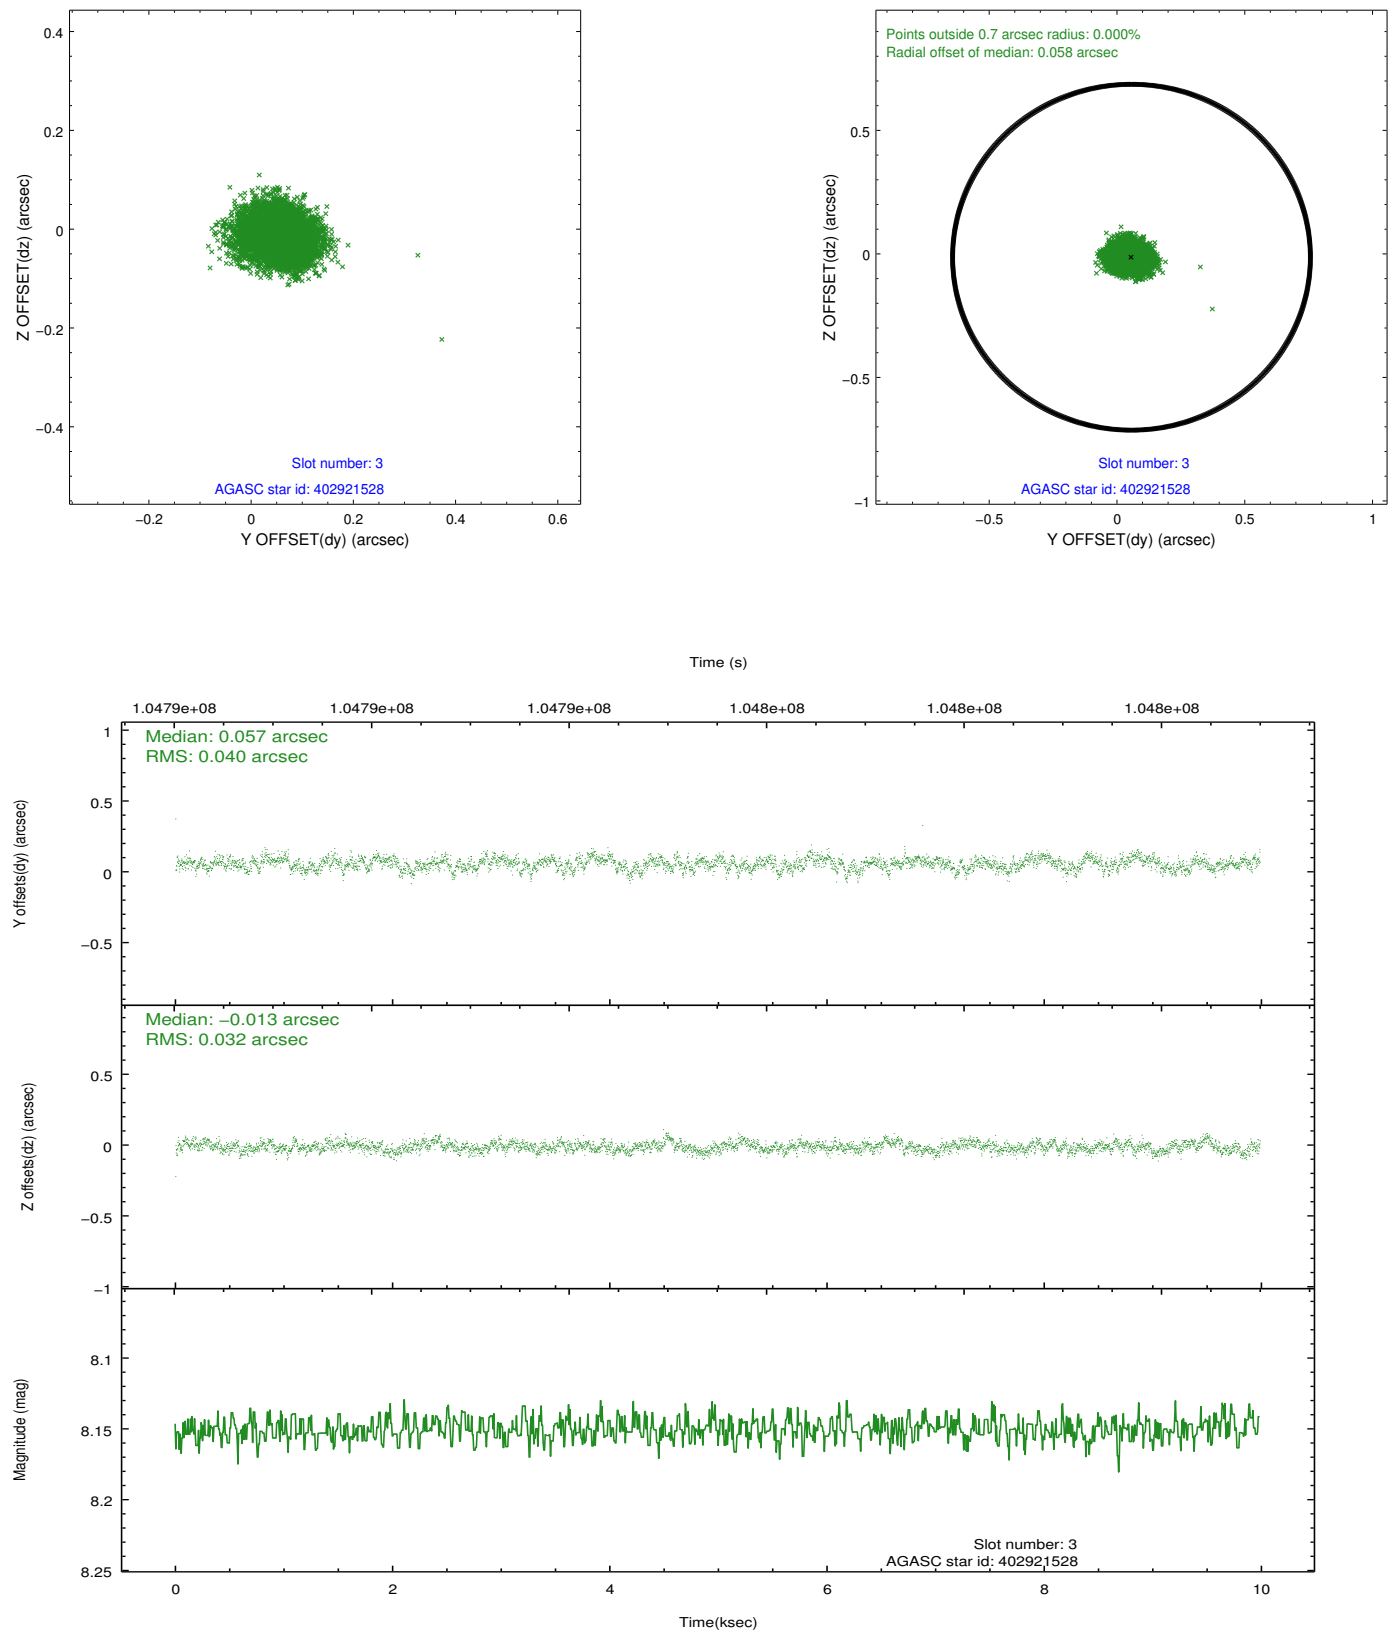 0.4
0.2
0
−0.2
−0.4
Z OFFSET(dz) (arcsec)
Slot number: 3
AGASC star id: 402921528
−0.2 0 0.2 0.4 0.6
Y OFFSET(dy) (arcsec)
Points outside 0.7 arcsec radius: 0.000%
Radial offset of median: 0.058 arcsec
0.5
0
−0.5
−1
Z OFFSET(dz) (arcsec)
Slot number: 3
AGASC star id: 402921528
−0.5 0 0.5 1
Y OFFSET(dy) (arcsec)
Time (s)
1.0479e+08 1.0479e+08 1.0479e+08 1.048e+08 1.048e+08 1.048e+08
Median: 0.057 arcsec
RMS: 0.040 arcsec
1
0.5
0
−0.5
Y offsets(dy) (arcsec)
Median: −0.013 arcsec
RMS: 0.032 arcsec
0.5
0
−0.5
−1
Z offsets(dz) (arcsec)
8.1
8.15
8.2
8.25
Magnitude (mag)
Slot number: 3
AGASC star id: 402921528
0 2 4 6 8 10
Time(ksec)